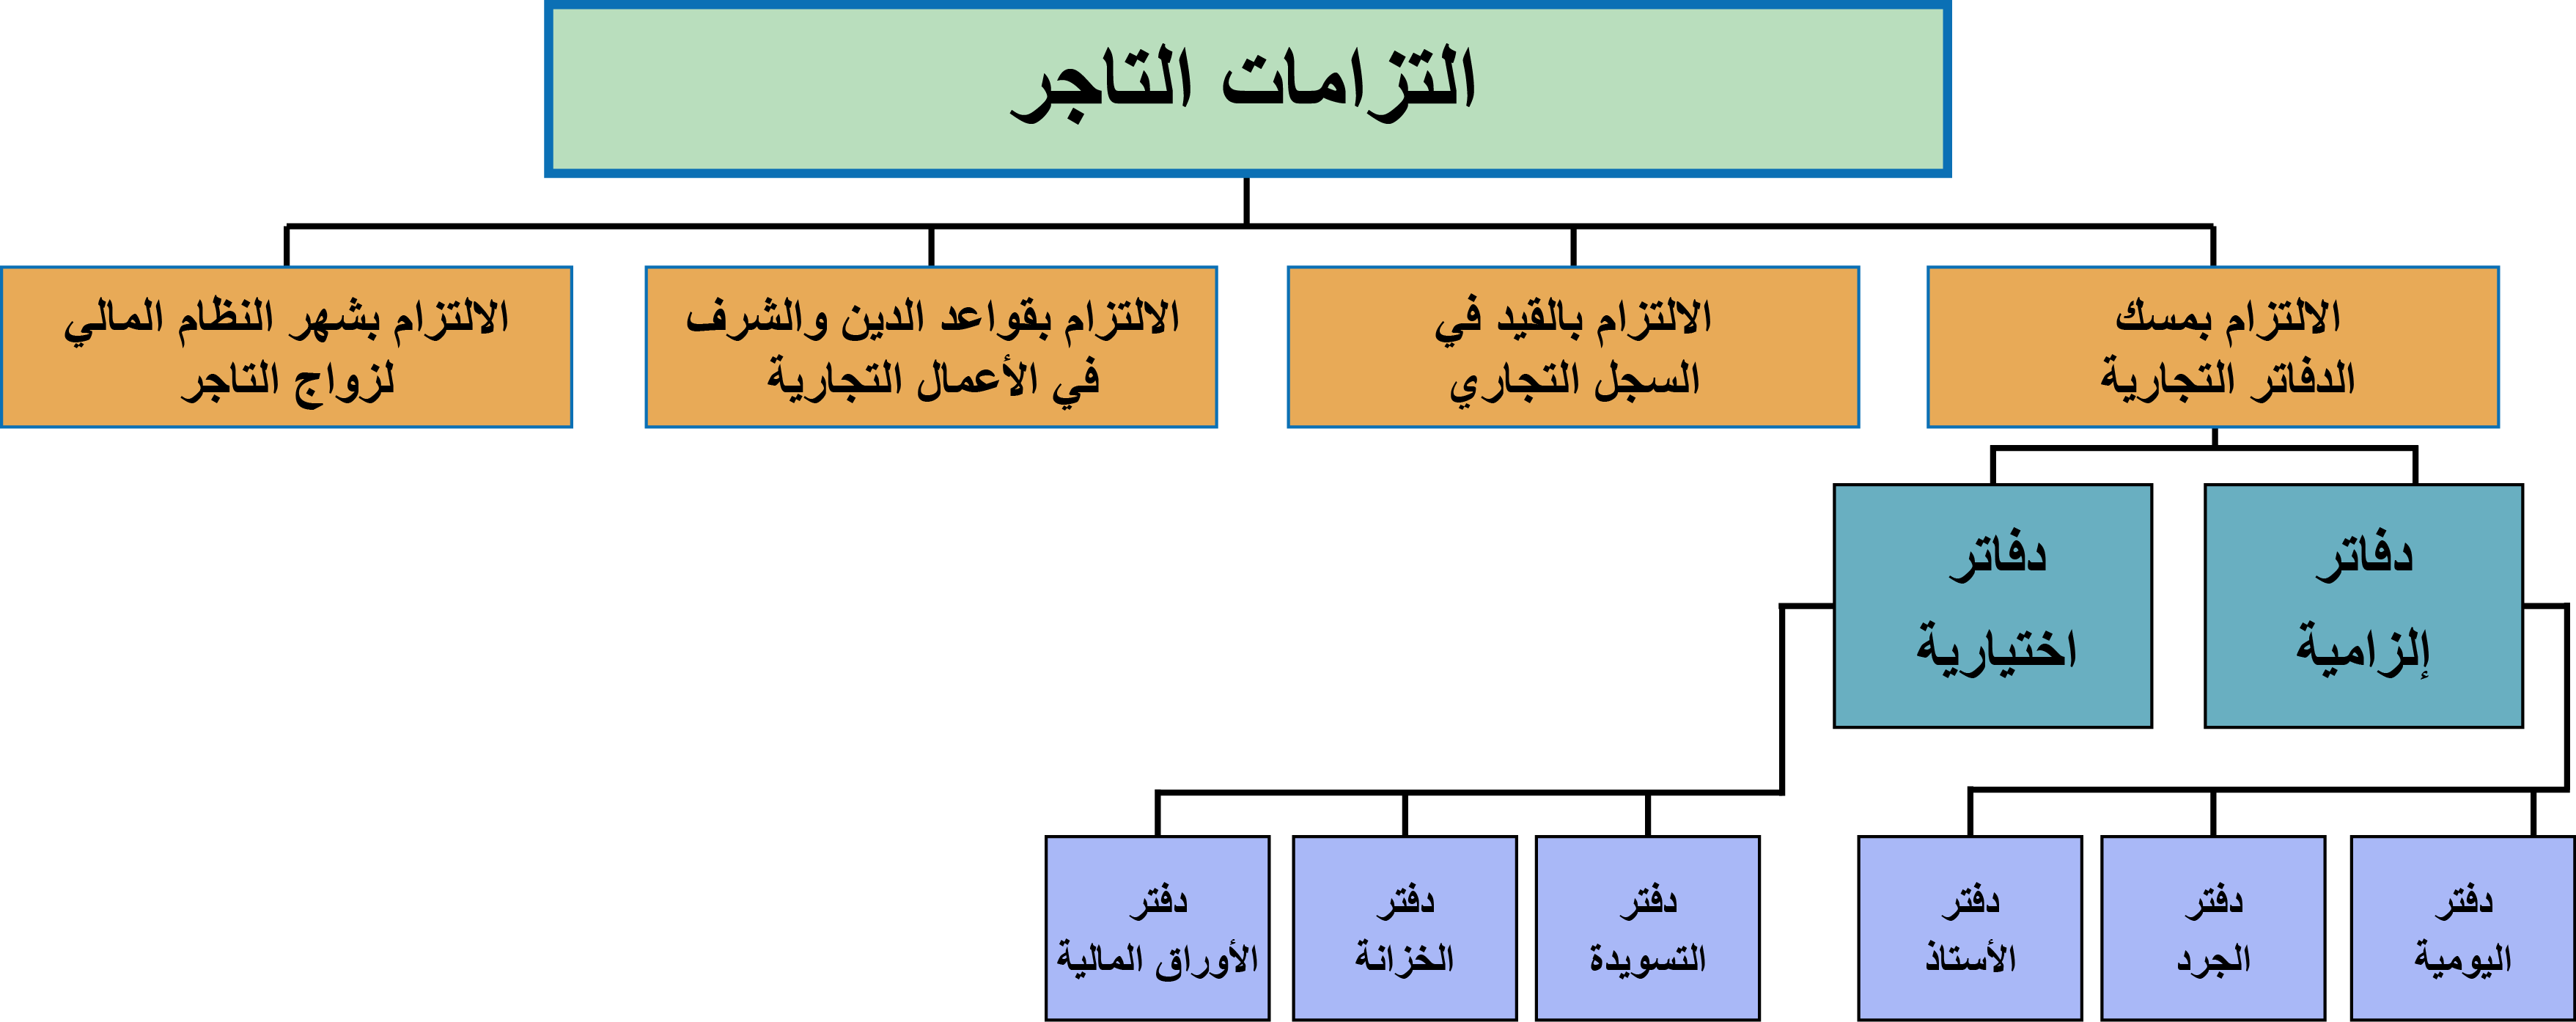 التزامات التاجر
الالتزام بمسك
الدفاتر التجارية
الالتزام بالقيد في
السجل التجاري
الالتزام بقواعد الدين والشرف
في الأعمال التجارية
الالتزام بشهر النظام المالي
لزواج التاجر
دفاتر
إلزامية
دفاتر
اختيارية
دفتر
اليومية
دفتر
الجرد
دفتر
الأستاذ
دفتر
التسويدة
دفتر
الخزانة
دفتر
الأوراق المالية